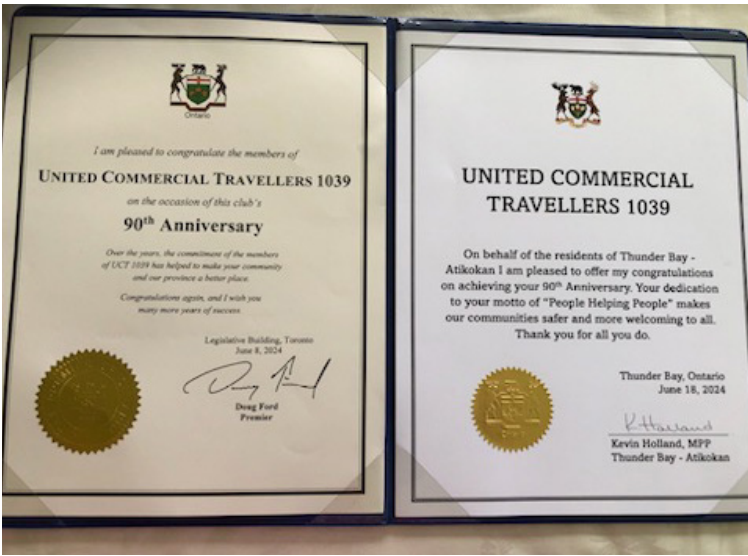 Ontario
I am pleased to congratulate the members of
UNITED COMMERCIAL TRAVELLERS 1039
on the occasion of this club's
90th Anniversary
Over the years, the commitment of the members
of UCT 1039 has helped to make your community
and our province a better place.
Congratulations again, and I wish you
many more years of success.
Legislative Building, Toronto
June 8, 2024
Doug Ford
Premier
UNITED COMMERCIAL
TRAVELLERS 1039
On behalf of the residents of Thunder Bay -
Atikokan I am pleased to offer my congratulations
on achieving your 90th Anniversary. Your dedication
to your motto of “People Helping People” makes
our communities safer and more welcoming to all.
Thank you for all you do.
Thunder Bay, Ontario
June 18, 2024
K Holland
Kevin Holland, MPP
Thunder Bay - Atikokan